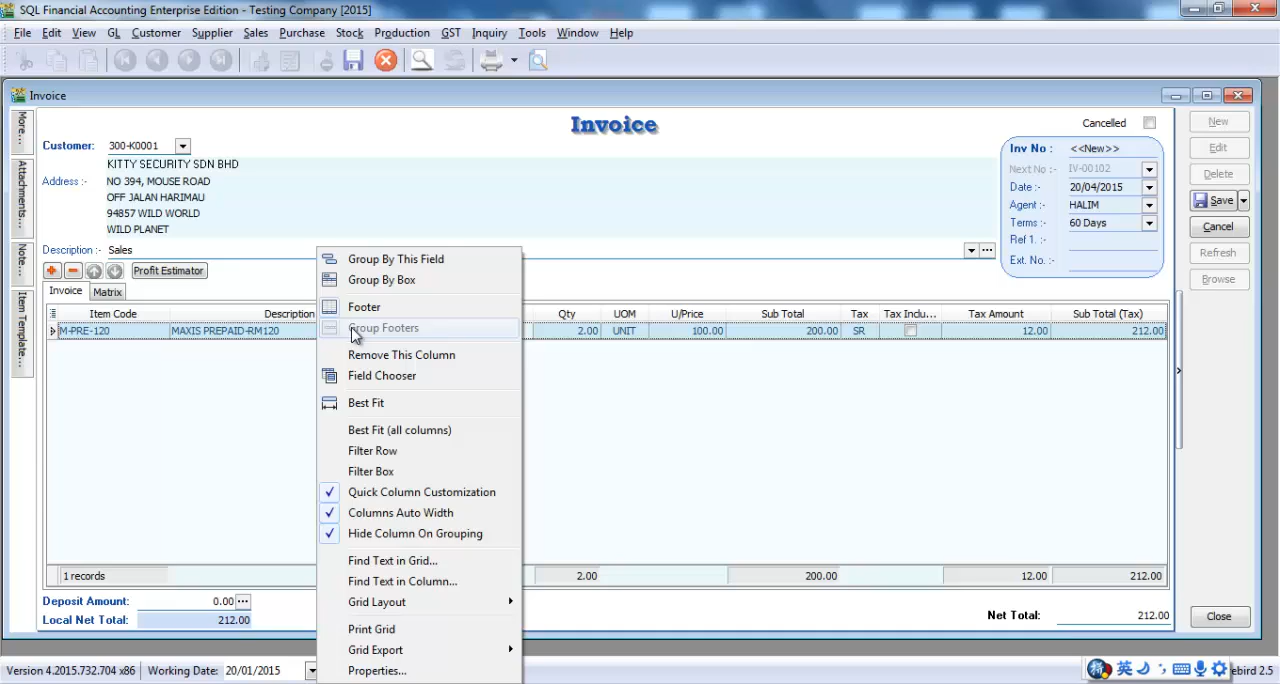 SQL Financial Accounting Enterprise Edition - Testing Company [2015]
File Edit View GL Customer Supplier Sales Purchase Stock Production GST Inquiry Tools Window Help
Invoice
Invoice
Cancelled
More...
Attachments...
Note...
Item Template...
Customer: 300-K0001
KITTY SECURITY SDN BHD
Address :- NO 394, MOUSE ROAD
OFF JALAN HARIMAU
94857 WILD WORLD
WILD PLANET
Description :- Sales
Inv No : <<New>>
Next No :- IV-00102
Date :- 20/04/2015
Agent :- HALIM
Terms :- 60 Days
Ref 1. :-
Ext. No. :-
New
Edit
Delete
Save
Cancel
Refresh
Browse
Profit Estimator
Invoice Matrix
Item Code Description Qty UOM U/Price Sub Total Tax Tax Inclu... Tax Amount Sub Total (Tax)
M-PRE-120 MAXIS PREPAID-RM120 2.00 UNIT 100.00 200.00 SR 12.00 212.00
Group By This Field
Group By Box
Footer
Group Footers
Remove This Column
Field Chooser
Best Fit
Best Fit (all columns)
Filter Row
Filter Box
Quick Column Customization
Columns Auto Width
Hide Column On Grouping
Find Text in Grid...
Find Text in Column...
Grid Layout
Print Grid
Grid Export
Properties...
1 records 2.00 200.00 12.00 212.00
Deposit Amount: 0.00
Local Net Total: 212.00
Net Total: 212.00
Close
Version 4.2015.732.704 x86 Working Date: 20/01/2015
英
ebird 2.5